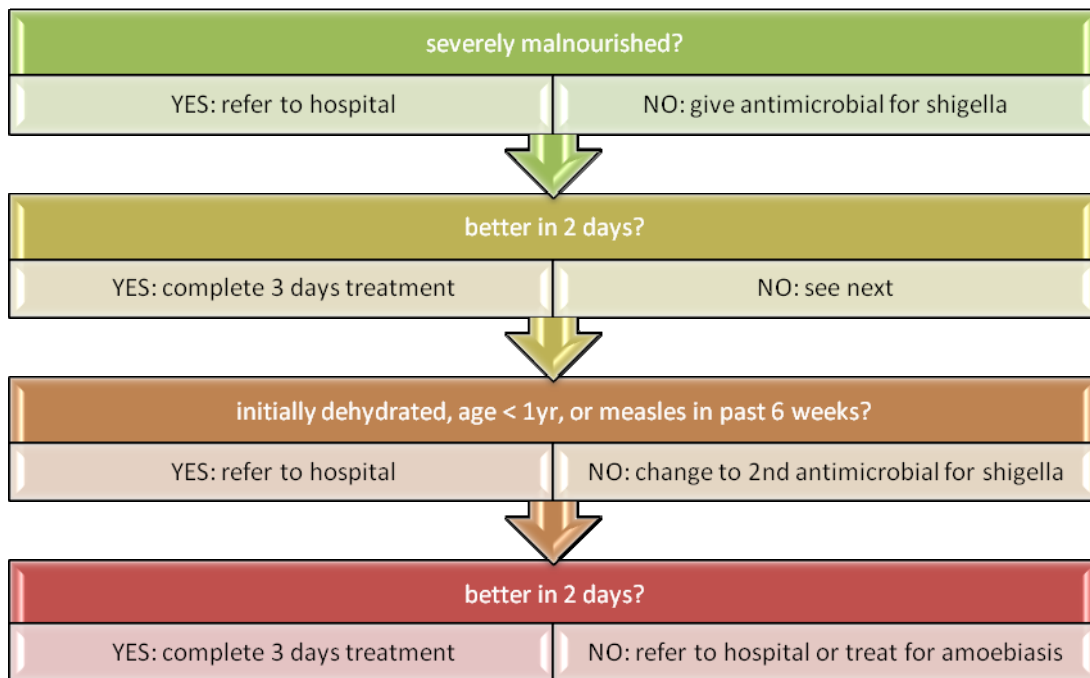 severely malnourished?
YES: refer to hospital
NO: give antimicrobial for shigella
better in 2 days?
YES: complete 3 days treatment
NO: see next
initially dehydrated, age < 1yr, or measles in past 6 weeks?
YES: refer to hospital
NO: change to 2nd antimicrobial for shigella
better in 2 days?
YES: complete 3 days treatment
NO: refer to hospital or treat for amoebiasis